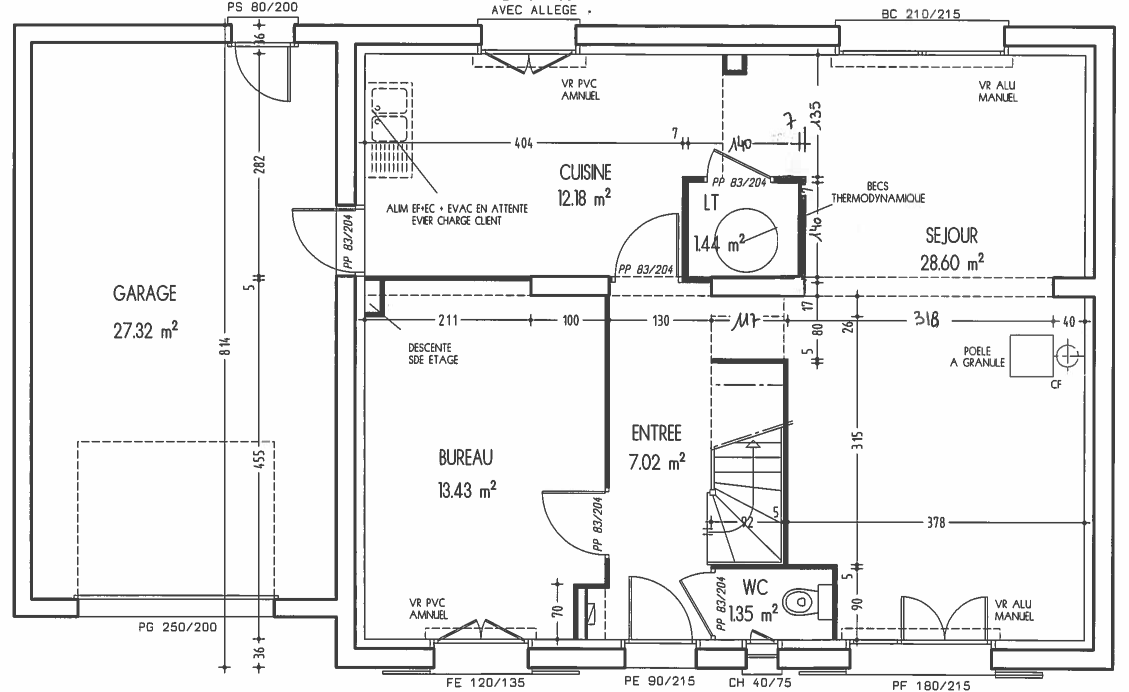 PS 80/200
AVEC ALLEGE
BC 210/215
36
VR PVC
AMNUEL
VR ALU
MANUEL
135
7
404
7
140
282
CUISINE
12.18 m²
PP 83/204
BECS
THERMODYNAMIQUE
LT
1.44 m²
7
140
ALIM EF+EC + EVAC EN ATTENTE
EVIER CHARGE CLIENT
PP 83/204
SEJOUR
28.60 m²
PP 83/204
GARAGE
27.32 m²
5
814
211
100
130
117
17
80
26
318
40
DESCENTE
SDE ETAGE
5
POELE
A GRANULE
CF
ENTREE
7.02 m²
315
BUREAU
13.43 m²
455
PP 83/204
92
5
378
WC
1.35 m²
PP 83/204
5
90
70
VR PVC
AMNUEL
VR ALU
MANUEL
PG 250/200
36
FE 120/135
PE 90/215
CH 40/75
PF 180/215